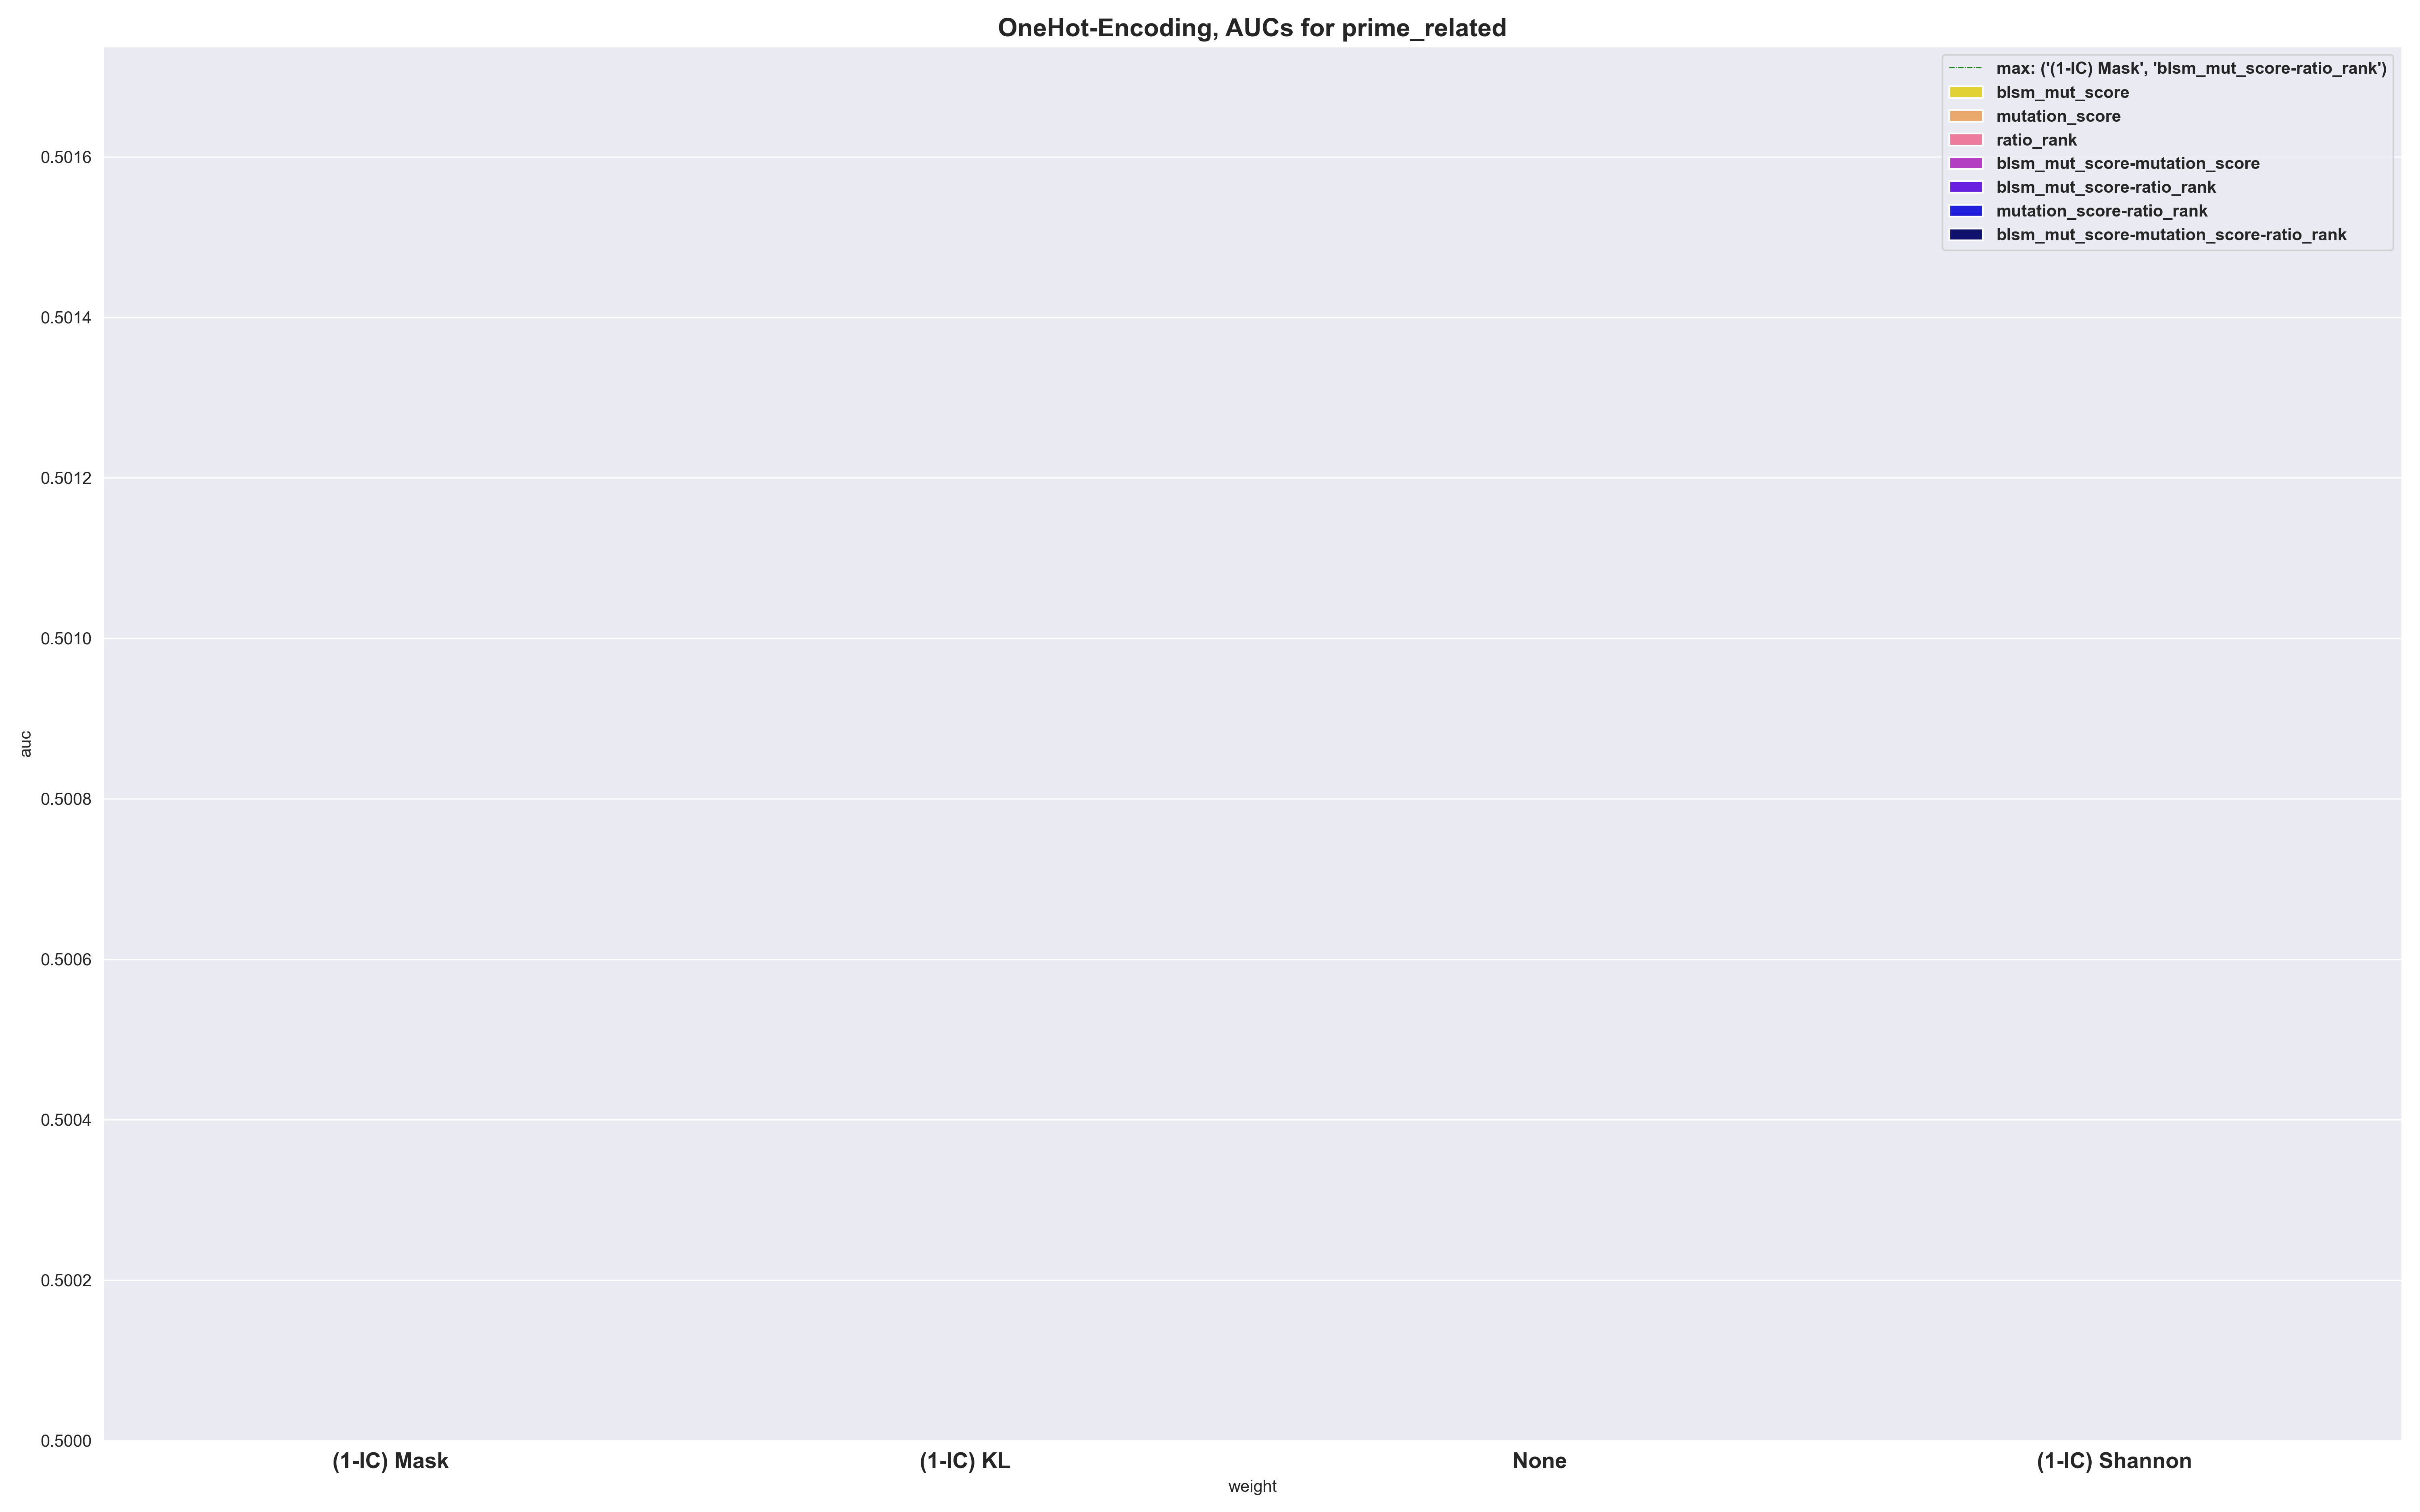 OneHot-Encoding, AUCs for prime_related
max: ('(1-IC) Mask', 'blsm_mut_score-ratio_rank')
blsm_mut_score
mutation_score
ratio_rank
blsm_mut_score-mutation_score
blsm_mut_score-ratio_rank
mutation_score-ratio_rank
blsm_mut_score-mutation_score-ratio_rank
0.5016
0.5014
0.5012
0.5010
0.5008
0.5006
0.5004
0.5002
0.5000
auc
(1-IC) Mask
(1-IC) KL
None
(1-IC) Shannon
weight